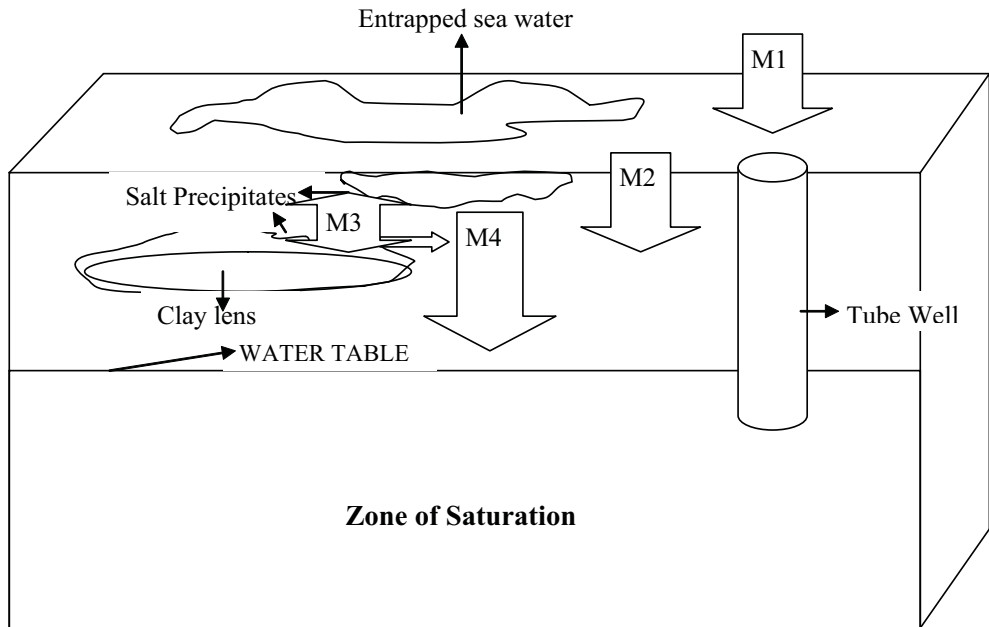 Entrapped sea water
M1
M2
Salt Precipitates
M3
M4
Clay lens
Tube Well
WATER TABLE
Zone of Saturation